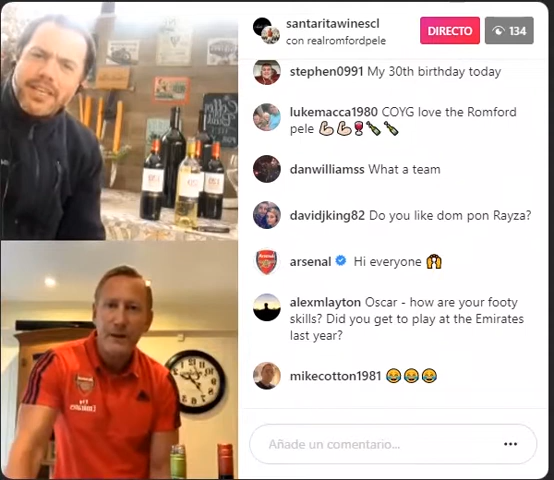 santaritawinescl
con realromfordpele
DIRECTO
134
stephen0991 My 30th birthday today
lukemacca1980 COYG love the Romford
pele 💪🏻💪🏻🍷🍾🍾
danwilliamss What a team
davidjking82 Do you like dom pon Rayza?
arsenal Hi everyone 🙌
alexmlayton Oscar - how are your footy
skills? Did you get to play at the Emirates
last year?
mikecotton1981 😂😂😂
Añade un comentario...